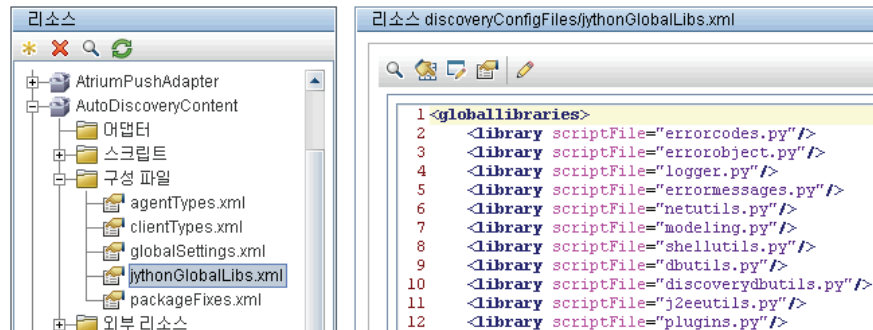 리소스
AtriumPushAdapter
AutoDiscoveryContent
어댑터
스크립트
구성 파일
agentTypes.xml
clientTypes.xml
globalSettings.xml
jythonGlobalLibs.xml
packageFixes.xml
외부 리소스
리소스 discoveryConfigFiles/jythonGlobalLibs.xml
1 <globallibraries>
2 <library scriptFile="errorcodes.py"/>
3 <library scriptFile="errorobject.py"/>
4 <library scriptFile="logger.py"/>
5 <library scriptFile="errormessages.py"/>
6 <library scriptFile="netutils.py"/>
7 <library scriptFile="modeling.py"/>
8 <library scriptFile="shellutils.py"/>
9 <library scriptFile="dbutils.py"/>
10 <library scriptFile="discoverydbutils.py"/>
11 <library scriptFile="j2eeutils.py"/>
12 <library scriptFile="plugins.py"/>